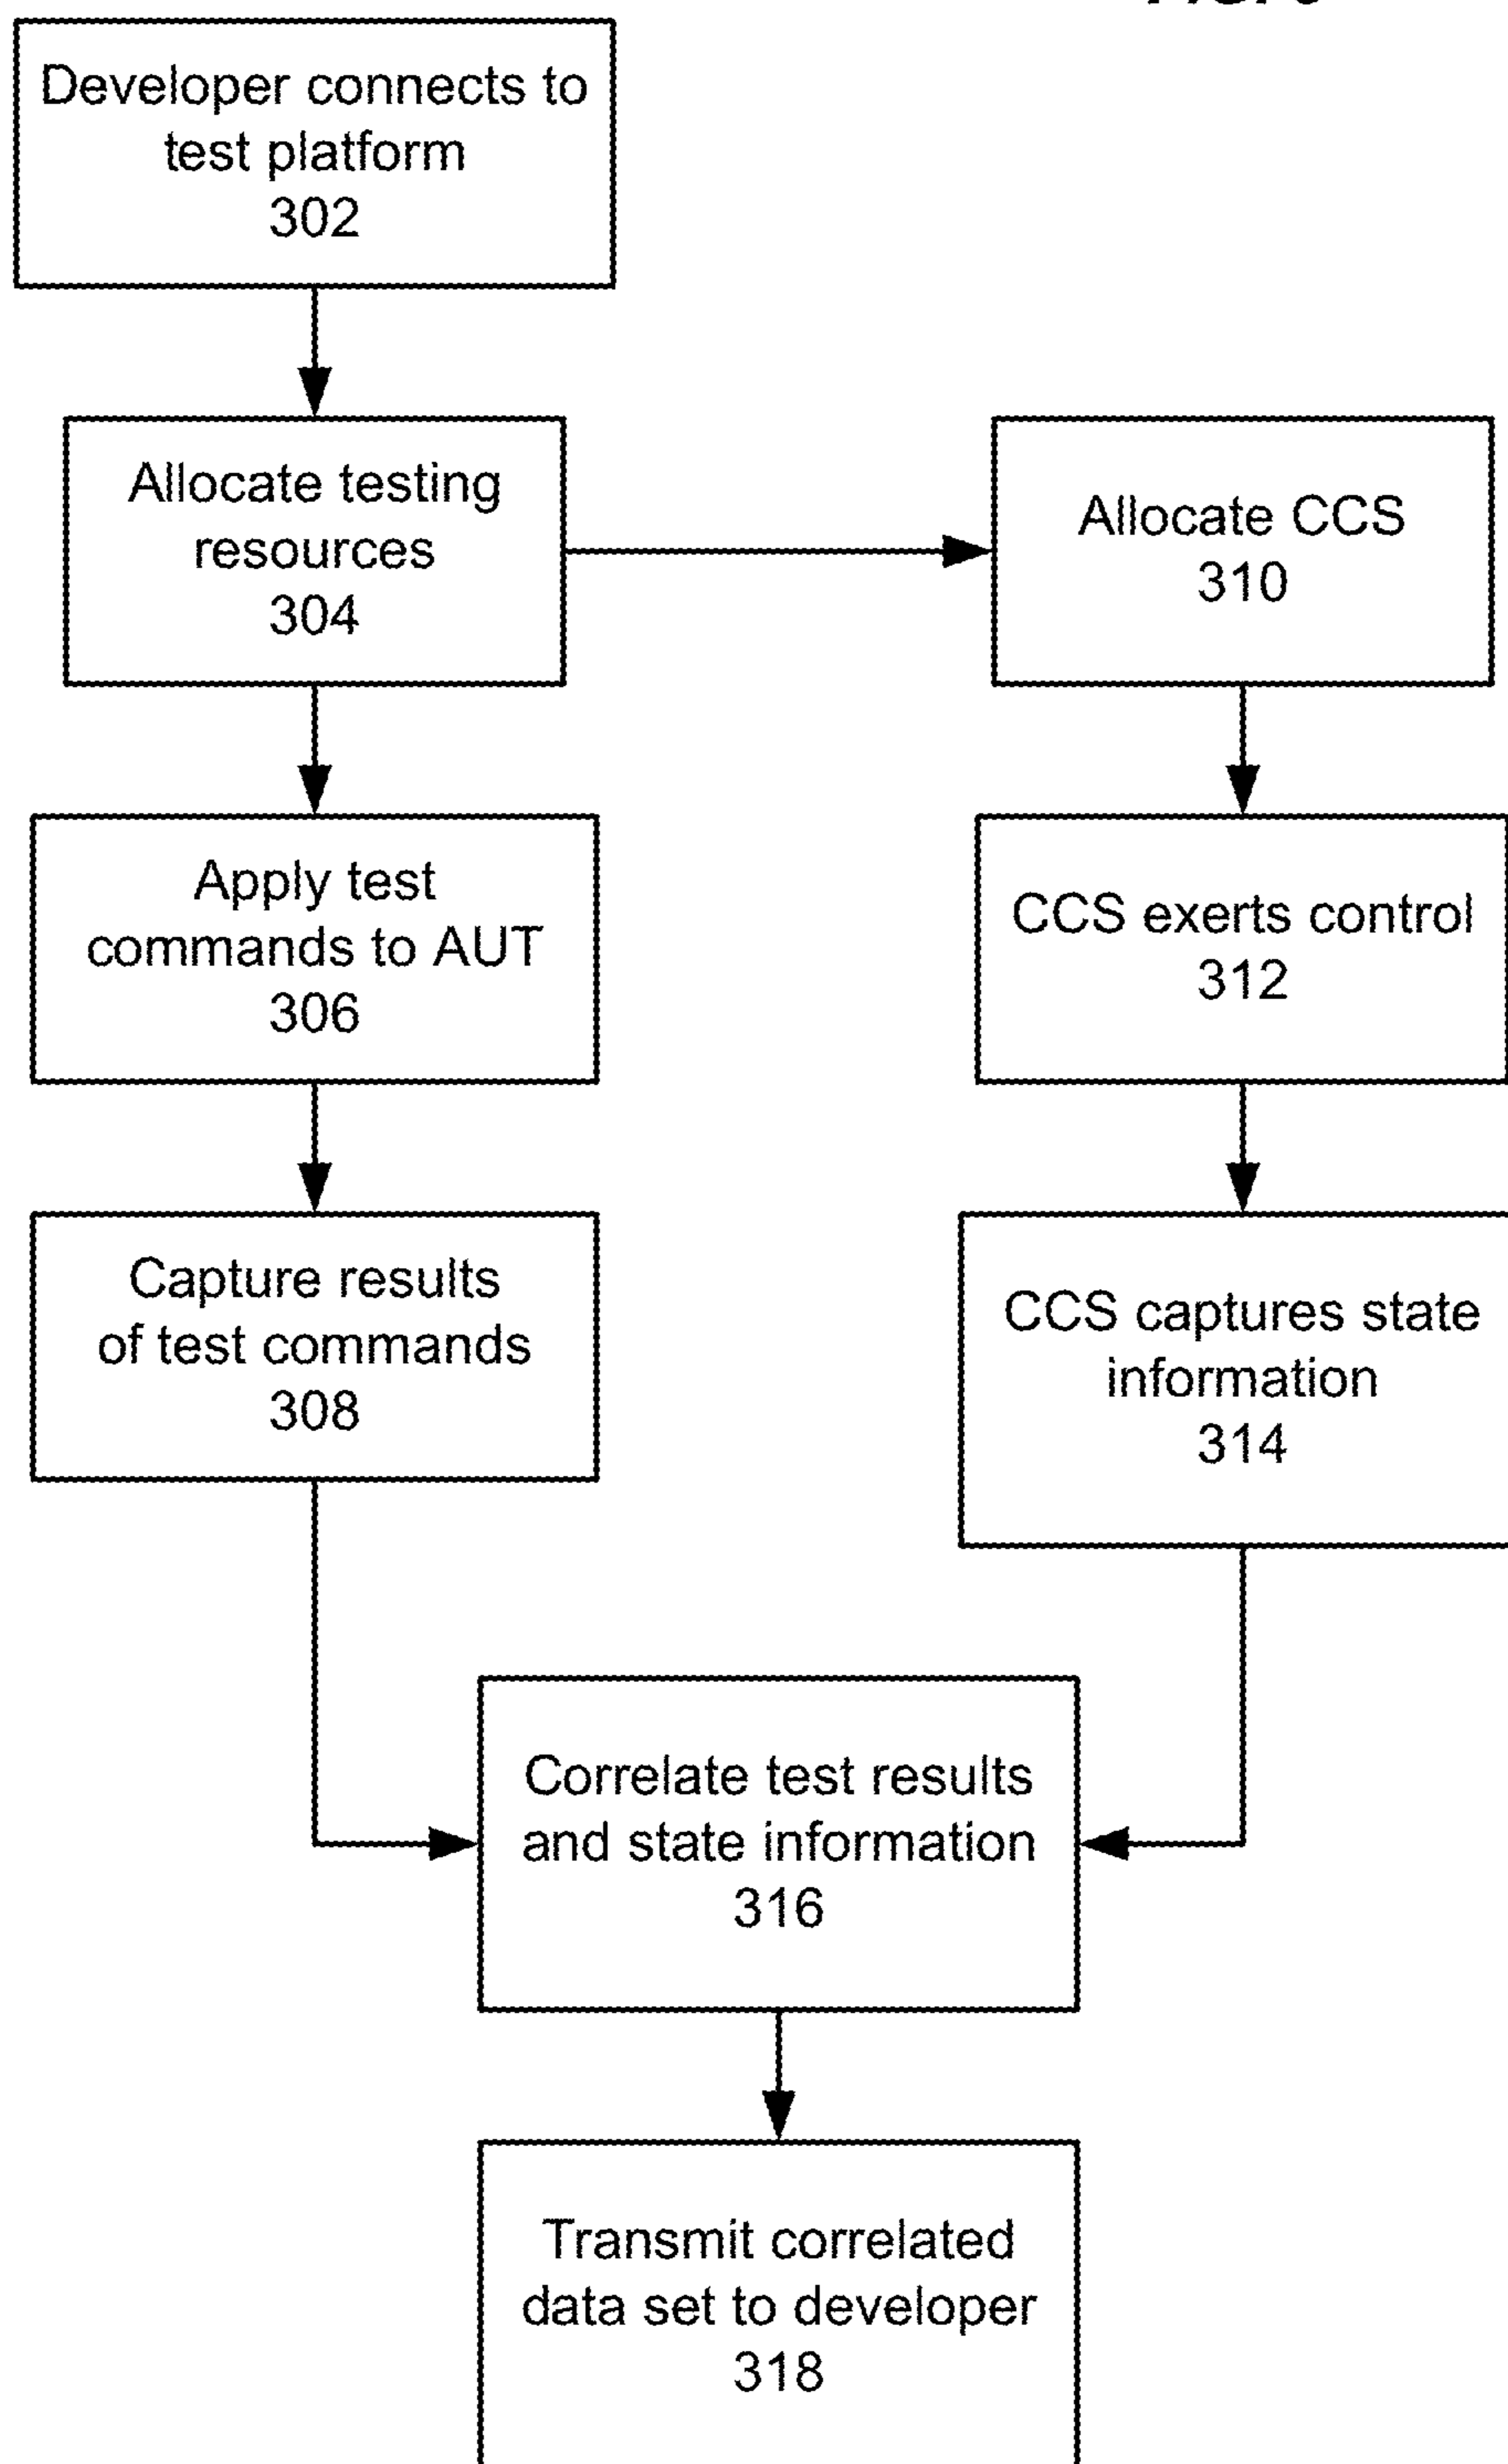 Developer connects to
test platform
302
Allocate testing
resources
304
Allocate CCS
310
Apply test
commands to AUT
306
CCS exerts control
312
Capture results
of test commands
308
CCS captures state
information
314
Correlate test results
and state information
316
Transmit correlated
data set to developer
318